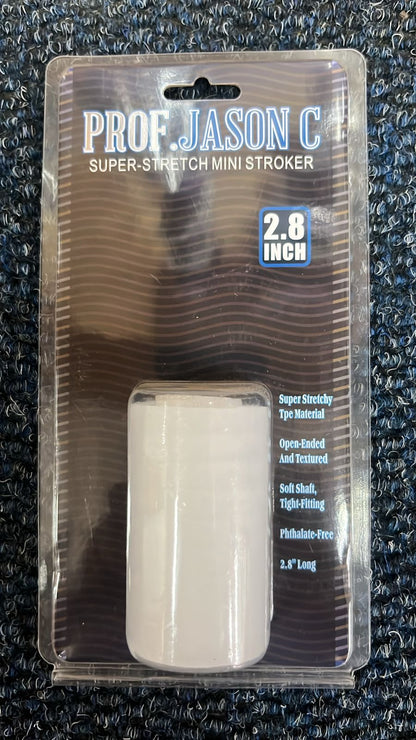 PROF. JASON C
SUPER-STRETCH MINI STROKER
2.8
INCH
Super Stretchy
Tpe Material
Open-Ended
And Textured
Soft Shaft,
Tight-Fitting
Phthalate-Free
2.8" Long